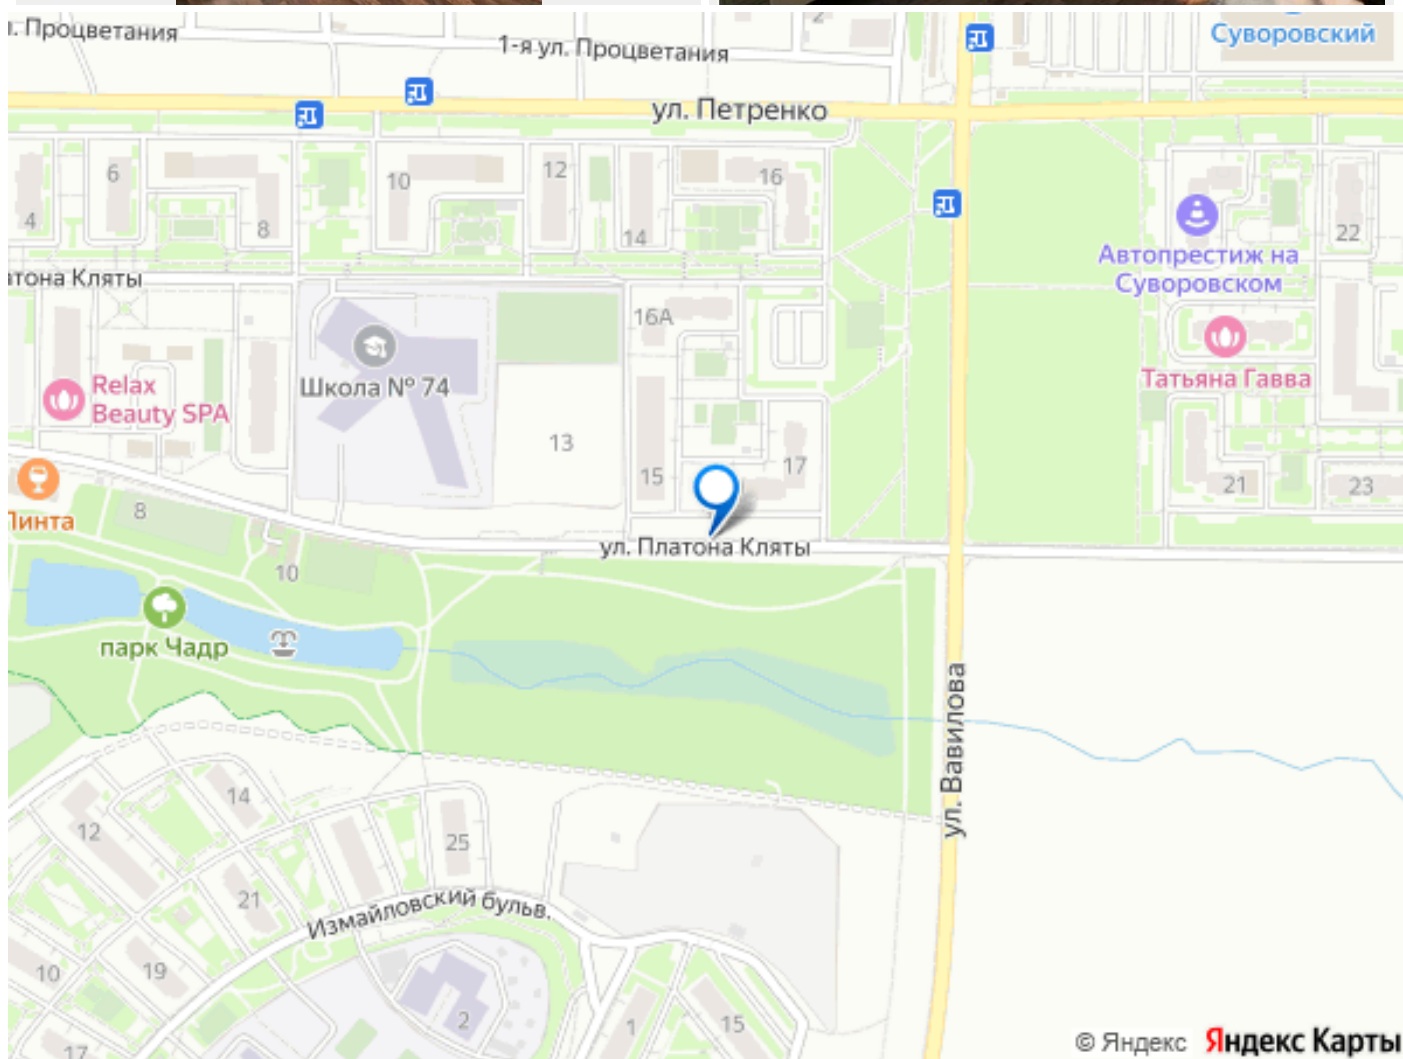 . Процветания
1-я ул. Процветания
2
Суворовский
ул. Петренко
6
10
12
16
4
8
14
22
Автопрестиж на
Суворовском
атона Кляты
16А
Школа № 74
Relax
Beauty SPA
Татьяна Гавва
13
15
17
21
23
Пинта
8
ул. Платона Кляты
10
парк Чадр
ул. Вавилова
14
12
25
21
Измайловский бульв.
10
19
2
1
15
17
© Яндекс Яндекс Карты